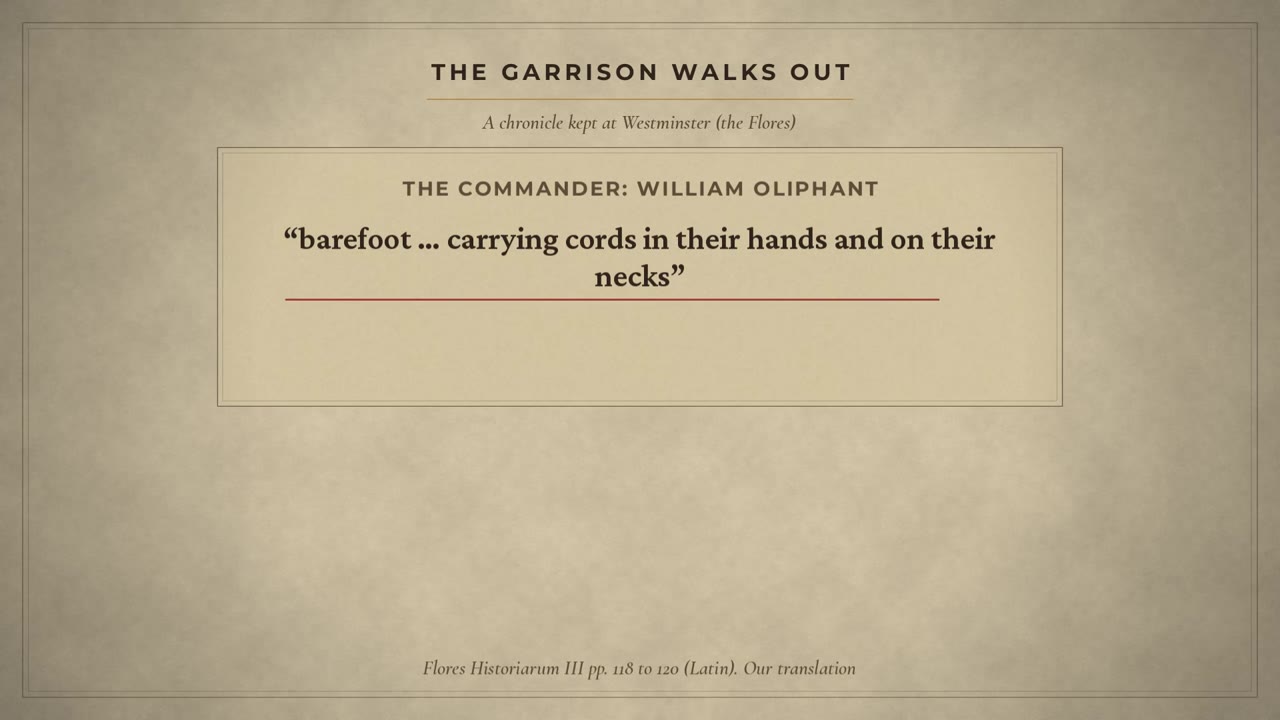 THE GARRISON WALKS OUT
A chronicle kept at Westminster (the Flores)
THE COMMANDER: WILLIAM OLIPHANT
“barefoot ... carrying cords in their hands and on their
necks”
Flores Historiarum III pp. 118 to 120 (Latin). Our translation